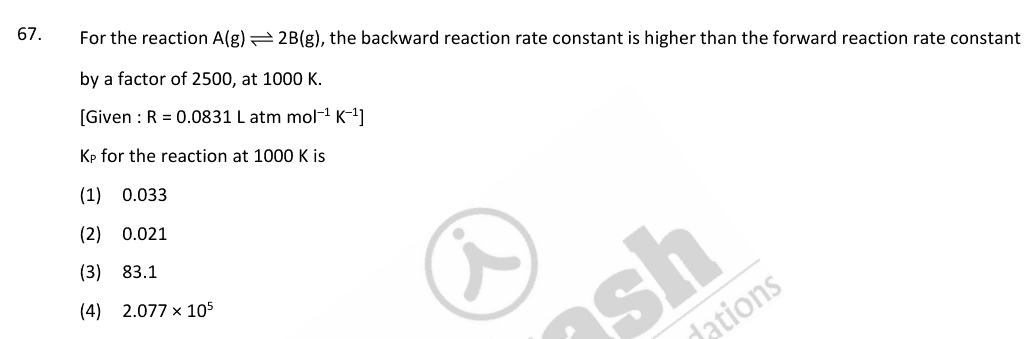 67. For the reaction A(g) ⇌ 2B(g), the backward reaction rate constant is higher than the forward reaction rate constant
by a factor of 2500, at 1000 K.
[Given : R = 0.0831 L atm mol⁻¹ K⁻¹]
Kₚ for the reaction at 1000 K is
(1) 0.033
(2) 0.021
(3) 83.1
(4) 2.077 × 10⁵
ash
dations